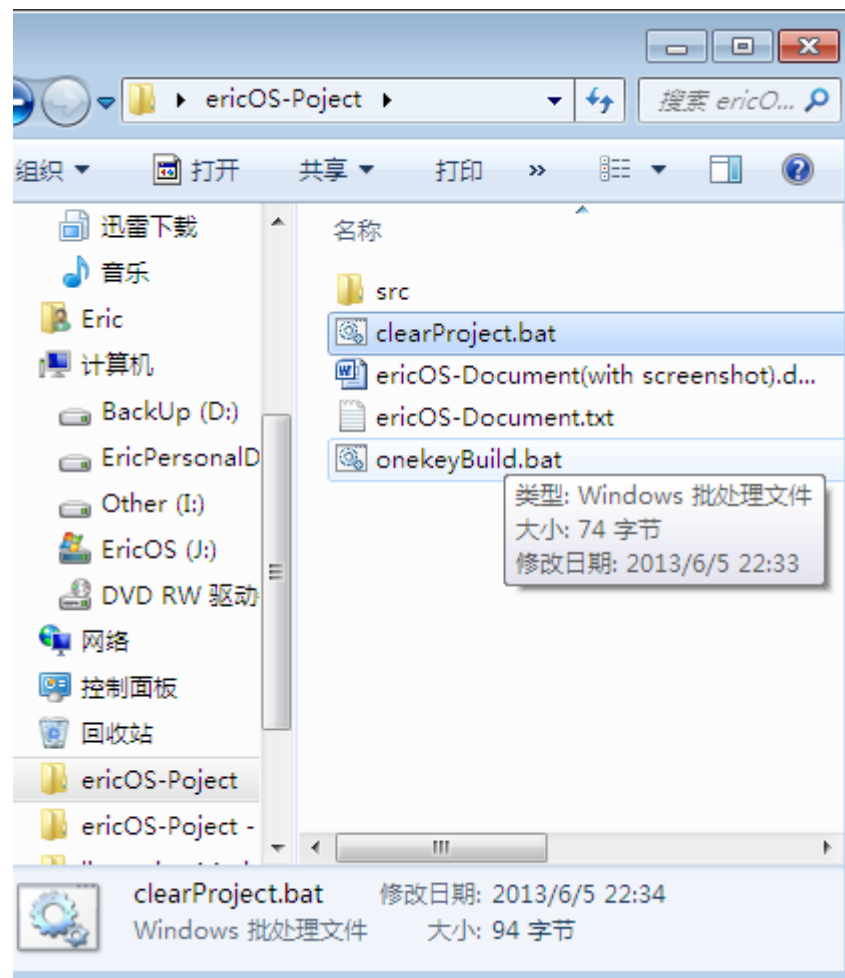 ericOS-Poject
搜索 ericO...
组织 打开 共享 打印 »
迅雷下载
音乐
Eric
计算机
BackUp (D:)
EricPersonalD
Other (I:)
EricOS (J:)
DVD RW 驱动
网络
控制面板
回收站
ericOS-Poject
ericOS-Poject -
名称
src
clearProject.bat
ericOS-Document(with screenshot).d...
ericOS-Document.txt
onekeyBuild.bat
类型: Windows 批处理文件
大小: 74 字节
修改日期: 2013/6/5 22:33
clearProject.bat 修改日期: 2013/6/5 22:34
Windows 批处理文件 大小: 94 字节